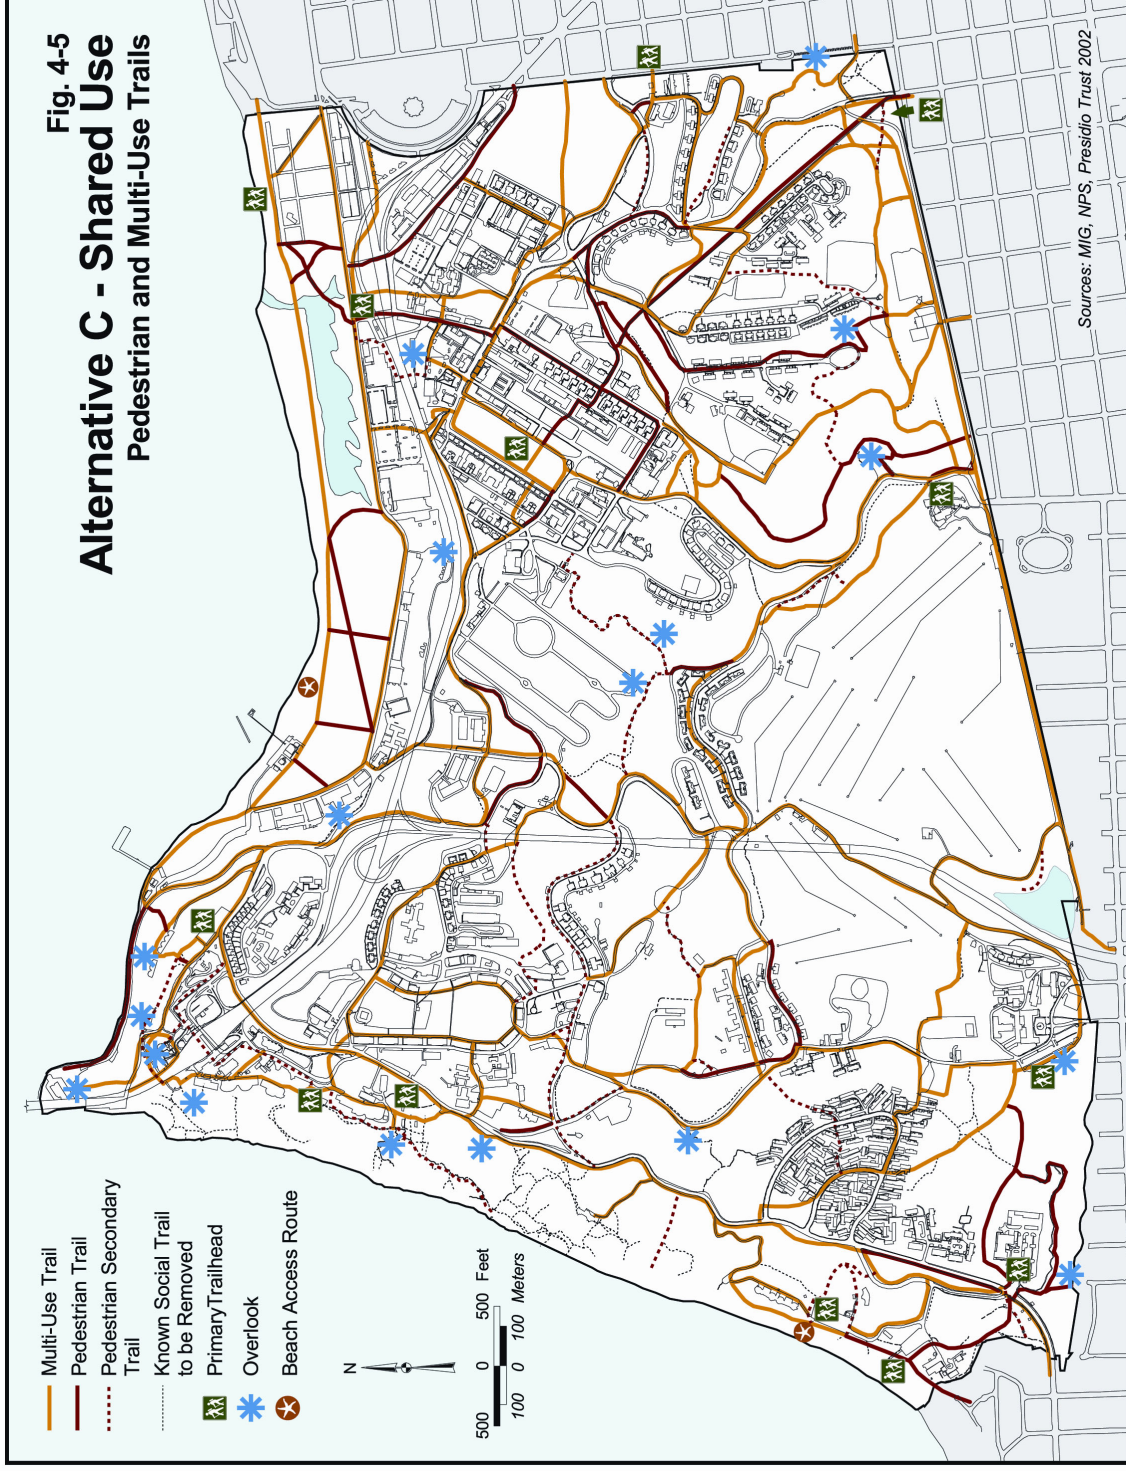 Fig. 4-5
Alternative C - Shared Use
Pedestrian and Multi-Use Trails
Multi-Use Trail
Pedestrian Trail
Pedestrian Secondary
Trail
Known Social Trail
to be Removed
PrimaryTrailhead
Overlook
Beach Access Route
N
500 0 500 Feet
100 0 100 Meters
Sources: MIG, NPS, Presidio Trust 2002